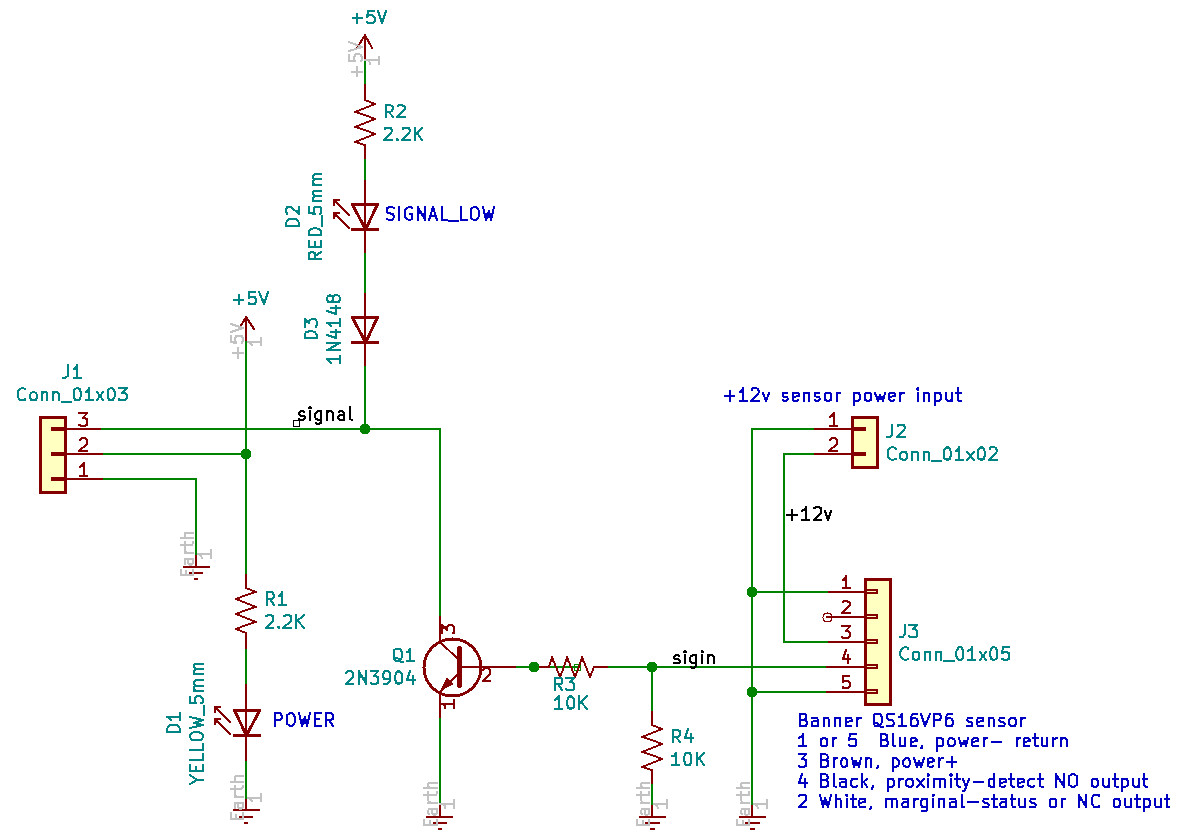 +5V
+5V
1
R2
2.2K
D2
RED_5mm
SIGNAL_LOW
D3
1N4148
+5V
+5V
1
J1
Conn_01x03
3
2
1
signal
Earth
1
R1
2.2K
D1
YELLOW_5mm
POWER
Earth
1
Q1
2N3904
3
2
1
Earth
1
R3
10K
sigin
R4
10K
Earth
1
+12v sensor power input
1
2
J2
Conn_01x02
+12v
1
2
3
4
5
J3
Conn_01x05
Earth
1
Banner QS16VP6 sensor
1 or 5 Blue, power- return
3 Brown, power+
4 Black, proximity-detect NO output
2 White, marginal-status or NC output